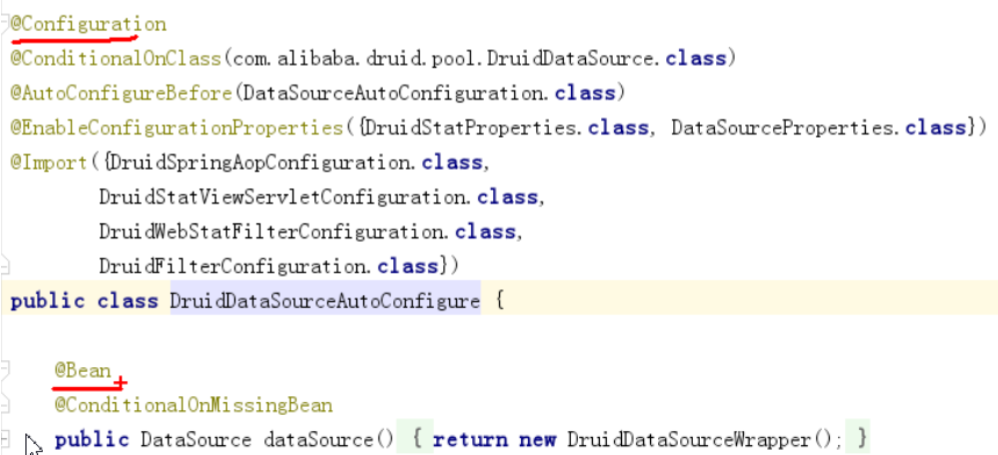 @Configuration
@ConditionalOnClass(com.alibaba.druid.pool.DruidDataSource.class)
@AutoConfigureBefore(DataSourceAutoConfiguration.class)
@EnableConfigurationProperties({DruidStatProperties.class, DataSourceProperties.class})
@Import({DruidSpringAopConfiguration.class,
DruidStatViewServletConfiguration.class,
DruidWebStatFilterConfiguration.class,
DruidFilterConfiguration.class})
public class DruidDataSourceAutoConfigure {
@Bean
@ConditionalOnMissingBean
public DataSource dataSource() { return new DruidDataSourceWrapper(); }